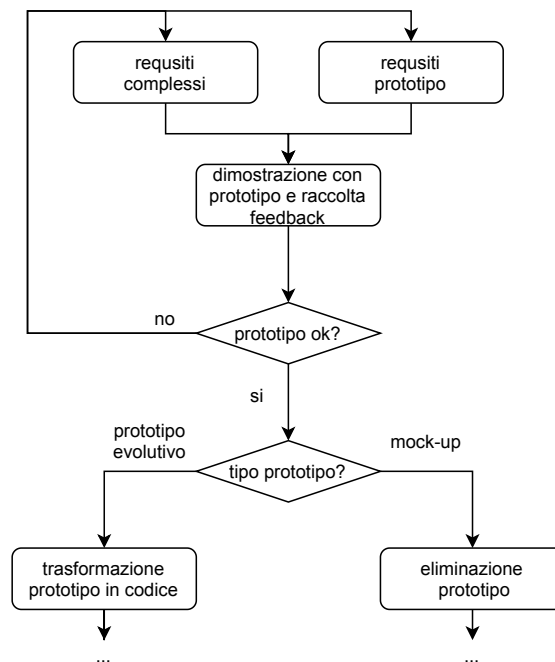 requsiti
complessi
requsiti
prototipo
dimostrazione con
prototipo e raccolta
feedback
no
prototipo ok?
si
prototipo
evolutivo
mock-up
tipo prototipo?
trasformazione
prototipo in codice
eliminazione
prototipo
...
...